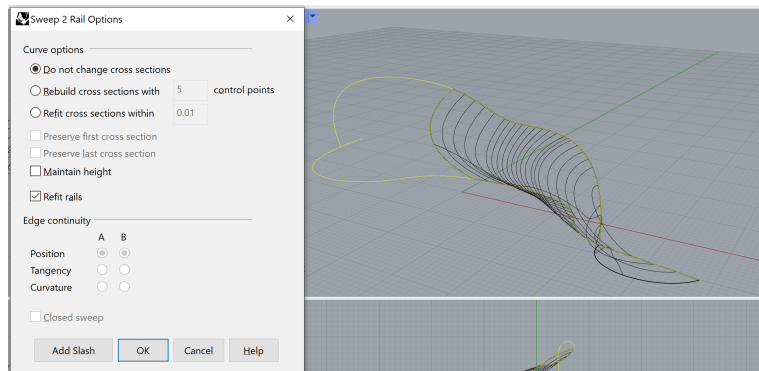 Sweep 2 Rail Options
Curve options
Do not change cross sections
Rebuild cross sections with 5 control points
Refit cross sections within 0.01
Preserve first cross section
Preserve last cross section
Maintain height
Refit rails
Edge continuity
A B
Position
Tangency
Curvature
Closed sweep
Add Slash OK Cancel Help